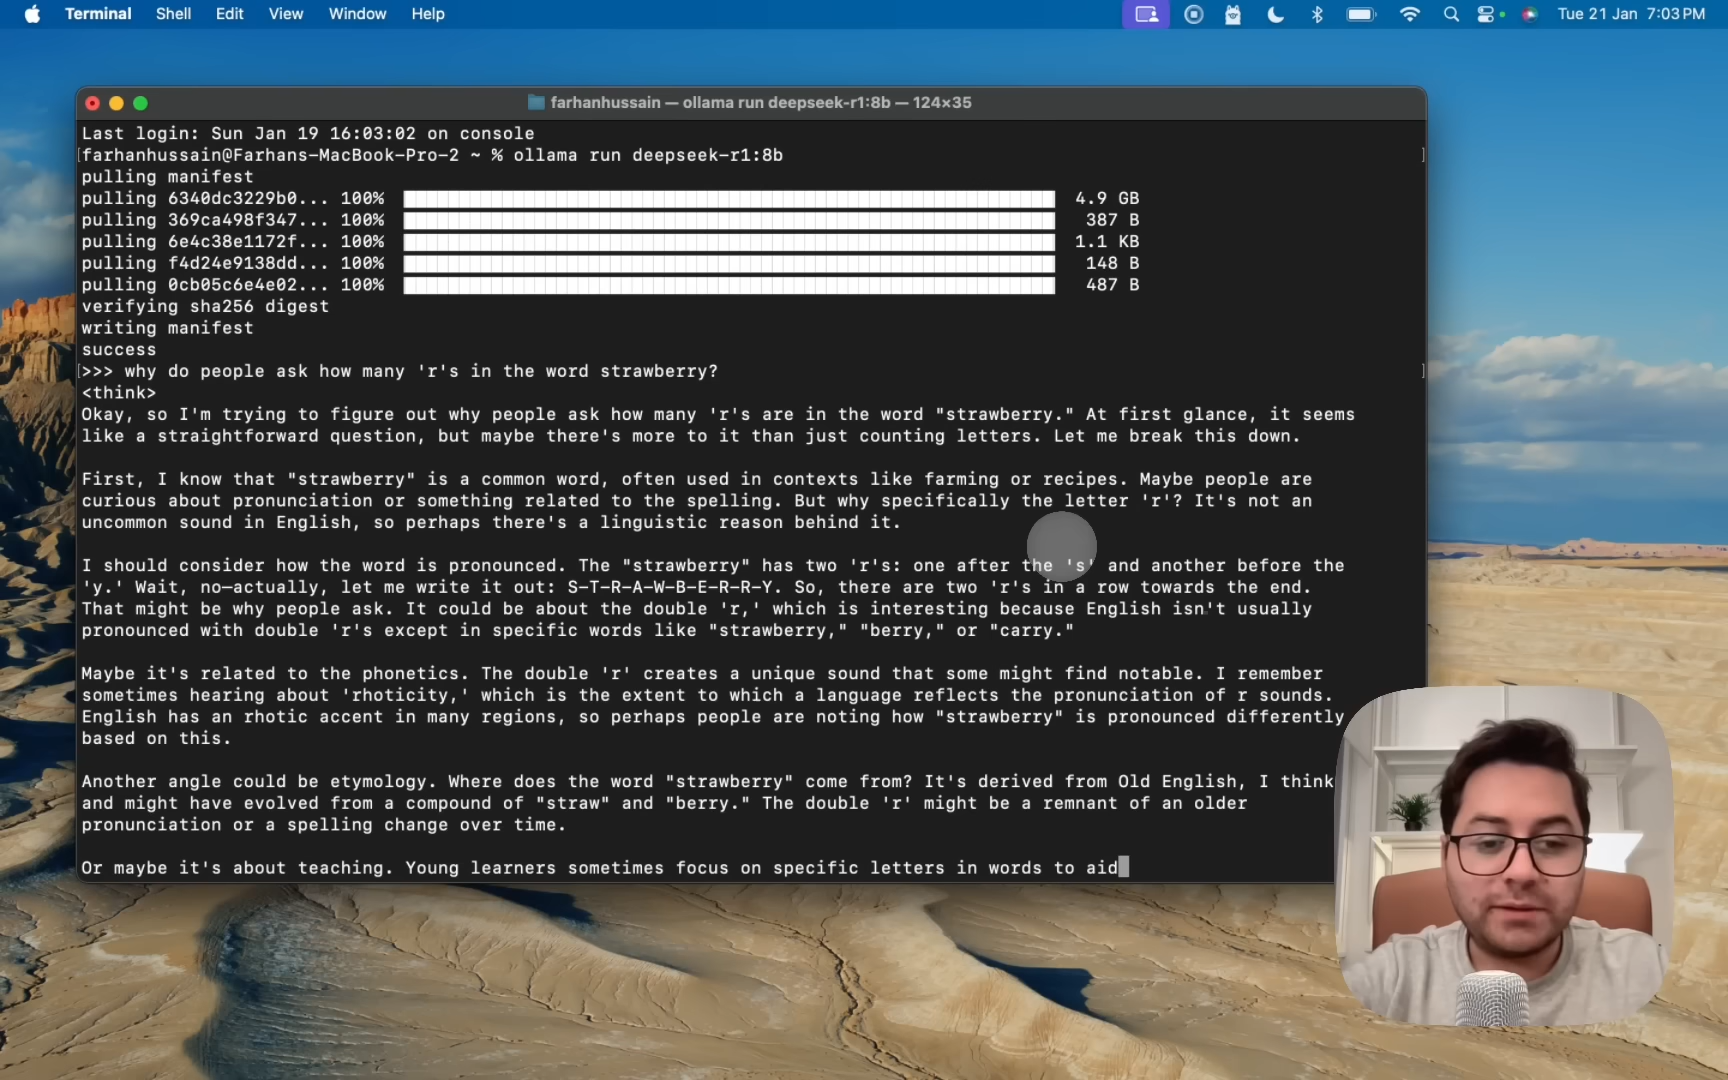 Terminal Shell Edit View Window Help Tue 21 Jan 7:03 PM
farhanhussain — ollama run deepseek-r1:8b — 124×35
Last login: Sun Jan 19 16:03:02 on console
[farhanhussain@Farhans-MacBook-Pro-2 ~ % ollama run deepseek-r1:8b ]
pulling manifest
pulling 6340dc3229b0... 100% 4.9 GB
pulling 369ca498f347... 100% 387 B
pulling 6e4c38e1172f... 100% 1.1 KB
pulling f4d24e9138dd... 100% 148 B
pulling 0cb05c6e4e02... 100% 487 B
verifying sha256 digest
writing manifest
success
[>>> why do people ask how many 'r's in the word strawberry? ]
<think>
Okay, so I'm trying to figure out why people ask how many 'r's are in the word "strawberry." At first glance, it seems
like a straightforward question, but maybe there's more to it than just counting letters. Let me break this down.
First, I know that "strawberry" is a common word, often used in contexts like farming or recipes. Maybe people are
curious about pronunciation or something related to the spelling. But why specifically the letter 'r'? It's not an
uncommon sound in English, so perhaps there's a linguistic reason behind it.
I should consider how the word is pronounced. The "strawberry" has two 'r's: one after the 's' and another before the
'y.' Wait, no—actually, let me write it out: S-T-R-A-W-B-E-R-R-Y. So, there are two 'r's in a row towards the end.
That might be why people ask. It could be about the double 'r,' which is interesting because English isn't usually
pronounced with double 'r's except in specific words like "strawberry," "berry," or "carry."
Maybe it's related to the phonetics. The double 'r' creates a unique sound that some might find notable. I remember
sometimes hearing about 'rhoticity,' which is the extent to which a language reflects the pronunciation of r sounds.
English has an rhotic accent in many regions, so perhaps people are noting how "strawberry" is pronounced differently
based on this.
Another angle could be etymology. Where does the word "strawberry" come from? It's derived from Old English, I think
and might have evolved from a compound of "straw" and "berry." The double 'r' might be a remnant of an older
pronunciation or a spelling change over time.
Or maybe it's about teaching. Young learners sometimes focus on specific letters in words to aid